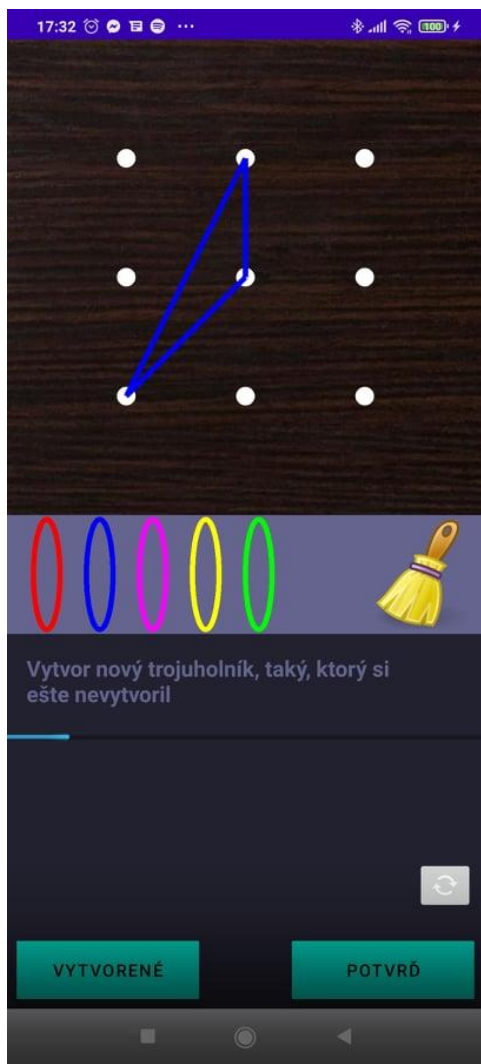 17:32
100
Vytvor nový trojuholník, taký, ktorý si
ešte nevytvoril
VYTVORENÉ
POTVRĎ